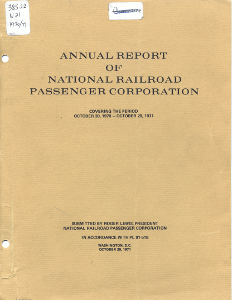 ANNUAL REPORT
OF
NATIONAL RAILROAD
PASSENGER CORPORATION
COVERING THE PERIOD
OCTOBER 30, 1970 – OCTOBER 29, 1971
SUBMITTED BY ROGER LEWIS, PRESIDENT
NATIONAL RAILROAD PASSENGER CORPORATION
IN ACCORDANCE WITH PL 91-518
WASHINGTON, D.C.
OCTOBER 29, 1971